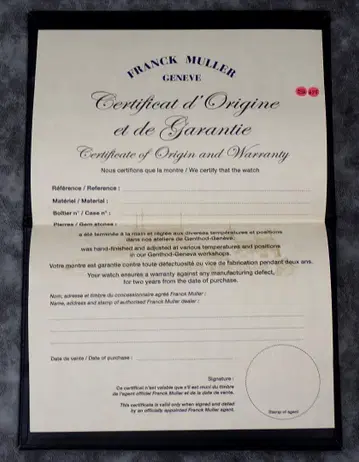 FRANCK MULLER
GENEVE
Certificat d'Origine
et de Garantie
Certificate of Origin and Warranty
Nous certifions que la montre / We certify that the watch
Référence / Reference :
Matériel / Material :
Boîtier n° / Case n° :
Pierres / Gem stones :
a été terminée à la main et réglée aux diverses températures et positions
dans nos ateliers de Genthod-Genève.
was hand-finished and adjusted at various temperatures and positions
in our Genthod-Geneva workshops.
Votre montre est garantie contre toute défectuosité ou vice de fabrication pendant deux ans.
Your watch ensures a warranty against any manufacturing defect,
for two years from the date of purchase.
Nom, adresse et timbre du concessionnaire agréé Franck Muller :
Name, address and stamp of authorised Franck Muller dealer :
Date de vente / Date of purchase :
Signature :
Ce certificat n'est valable que s'il est muni du timbre
de l'agent officiel Franck Muller et de la date de vente.
This certificate is valid only when signed and dated
by an officially appointed Franck Muller agent.
Stamp of agent